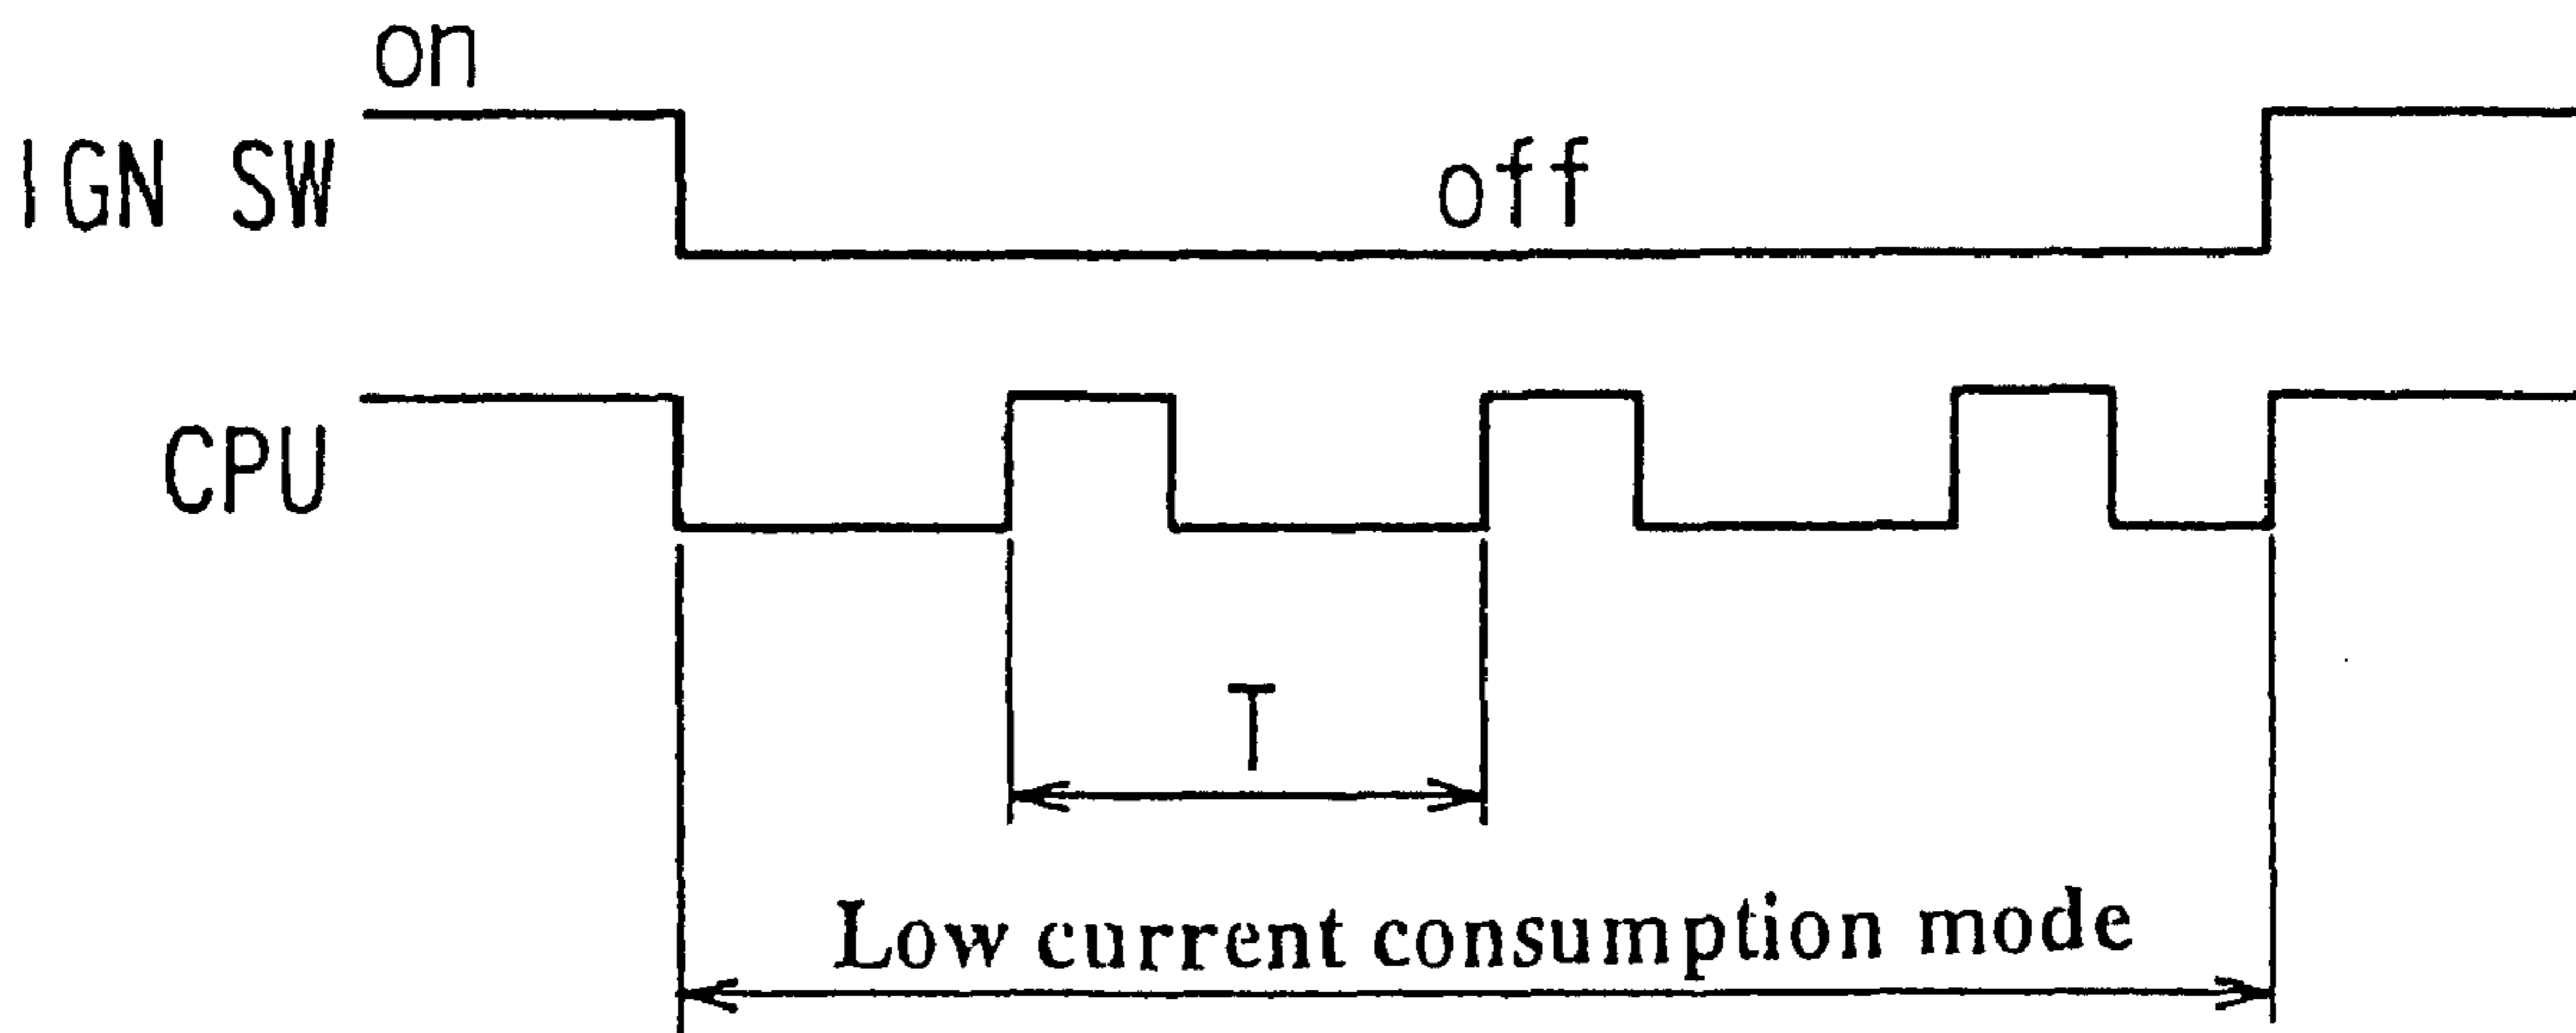 on
IGN SW
off
CPU
T
Low current consumption mode